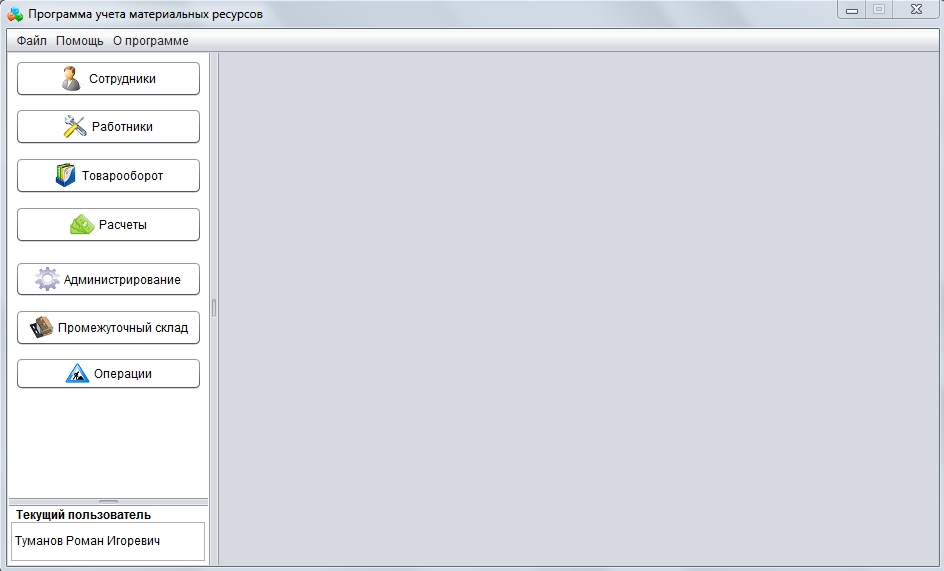 Программа учета материальных ресурсов
Файл Помощь О программе
Сотрудники
Работники
Товарооборот
Расчеты
Администрирование
Промежуточный склад
Операции
Текущий пользователь
Туманов Роман Игоревич